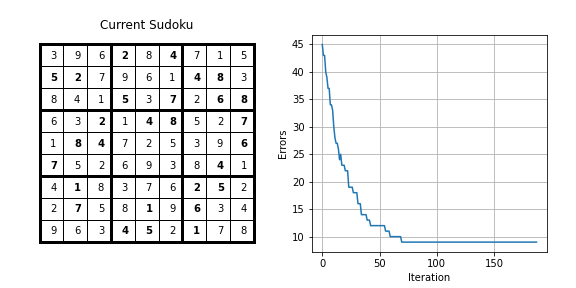 Current Sudoku
3 9 6 2 8 4 7 1 5
5 2 7 9 6 1 4 8 3
8 4 1 5 3 7 2 6 8
6 3 2 1 4 8 5 2 7
1 8 4 7 2 5 3 9 6
7 5 2 6 9 3 8 4 1
4 1 8 3 7 6 2 5 2
2 7 5 8 1 9 6 3 4
9 6 3 4 5 2 1 7 8
Errors
45
40
35
30
25
20
15
10
0 50 100 150
Iteration